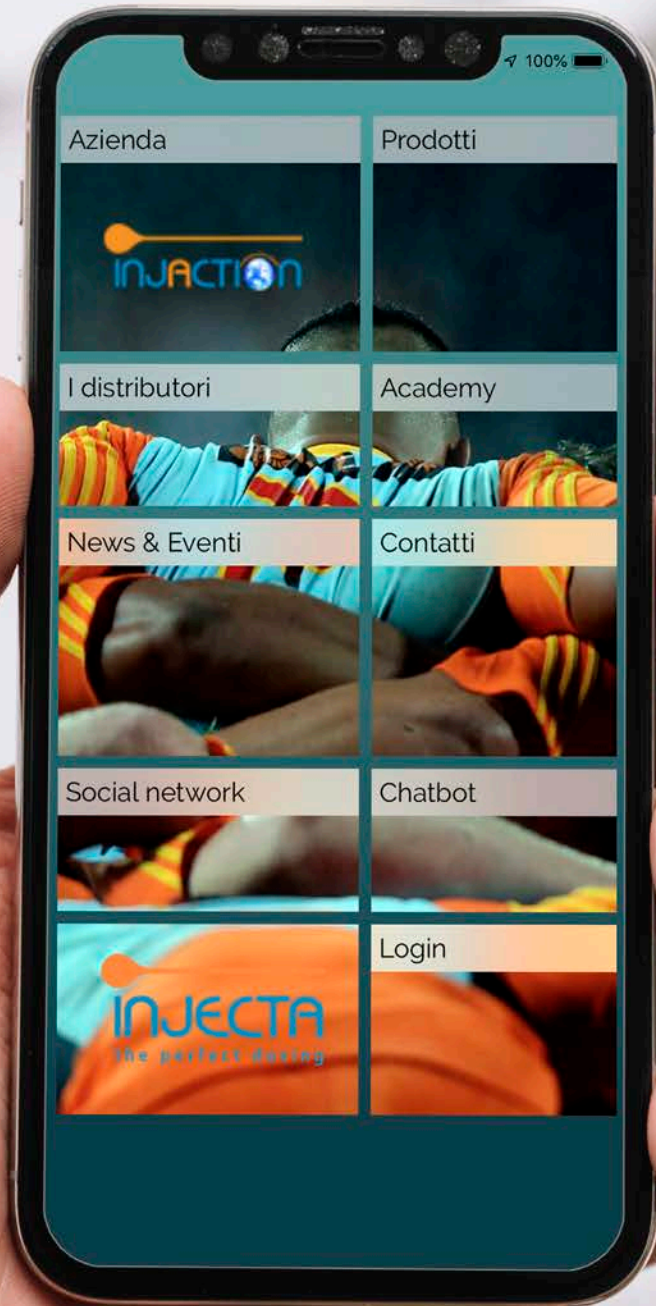 100%
Azienda
Prodotti
INJACTION
I distributori
Academy
News & Eventi
Contatti
Social network
Chatbot
INJECTA
the perfect dosing
Login